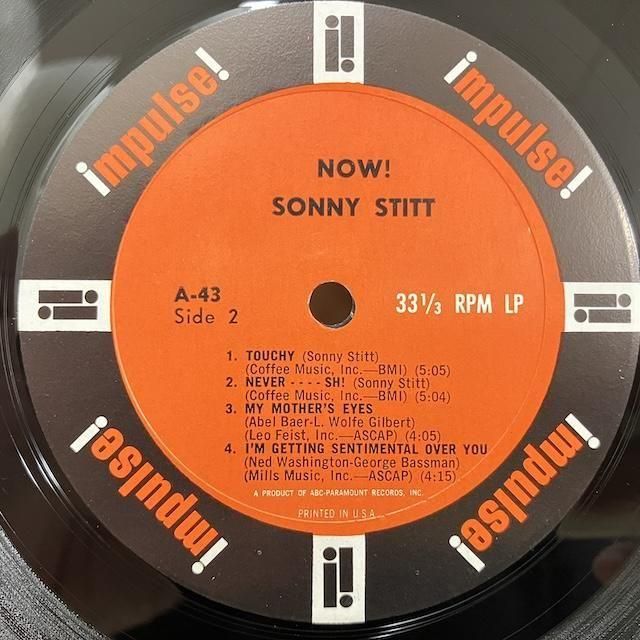 impulse!
impulse!
NOW!
SONNY STITT
A-43
Side 2
33⅓ RPM LP
1. TOUCHY (Sonny Stitt)
(Coffee Music, Inc.—BMI) (5:05)
2. NEVER - - - - SH! (Sonny Stitt)
(Coffee Music, Inc.—BMI) (5:04)
3. MY MOTHER'S EYES
(Abel Baer-L. Wolfe Gilbert)
(Leo Feist, Inc.—ASCAP) (4:05)
4. I'M GETTING SENTIMENTAL OVER YOU
(Ned Washington-George Bassman)
(Mills Music, Inc.—ASCAP) (4:15)
A PRODUCT OF ABC-PARAMOUNT RECORDS, INC.
PRINTED IN U.S.A.
impulse!
impulse!